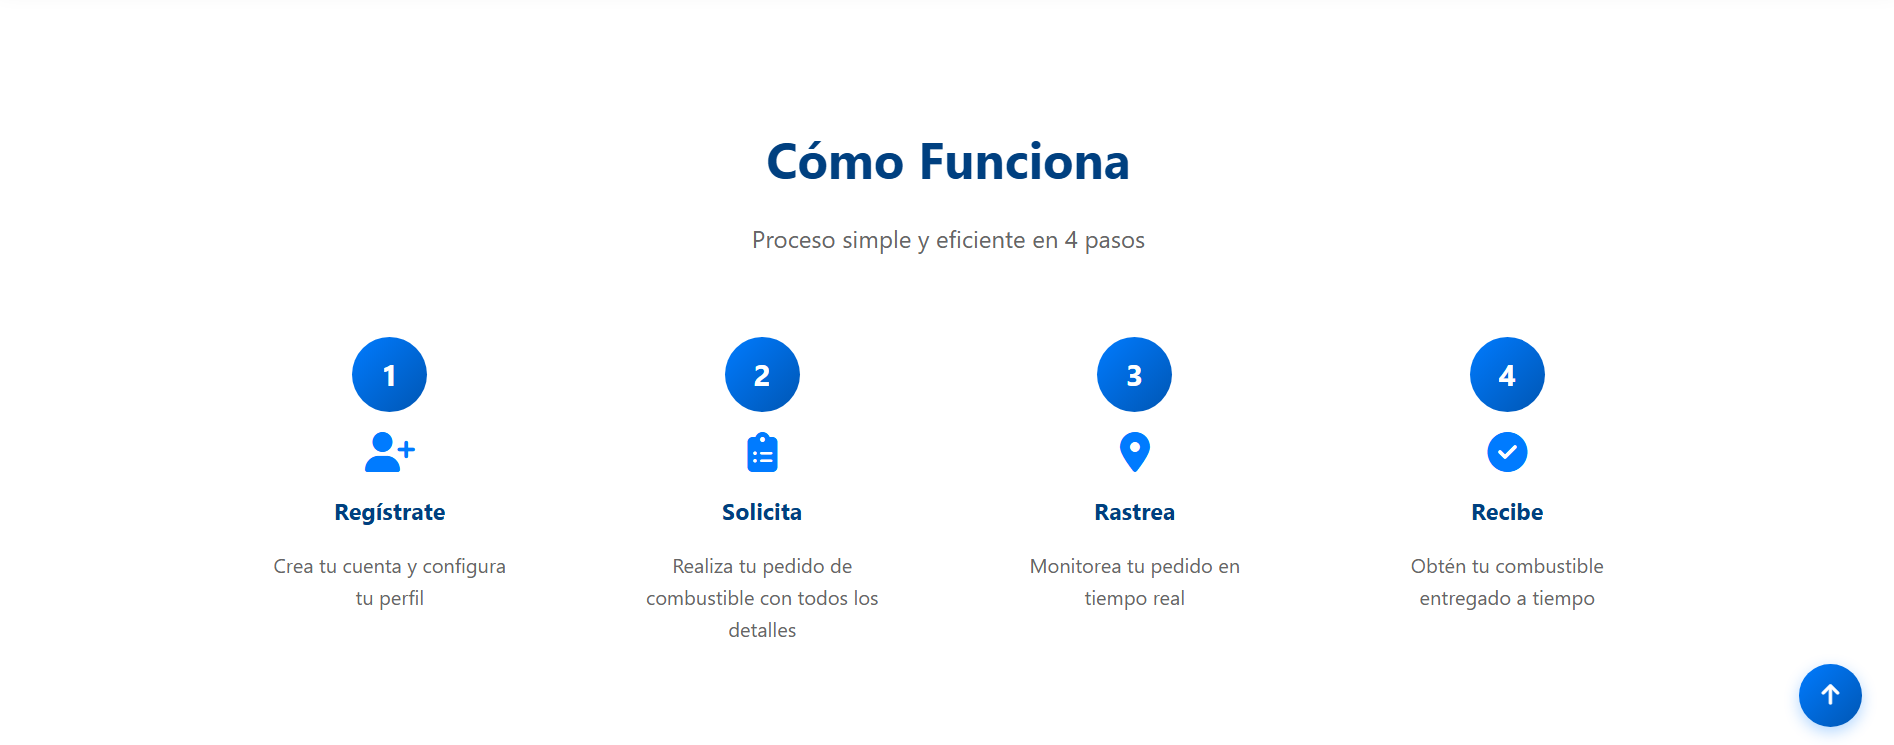 Cómo Funciona
Proceso simple y eficiente en 4 pasos
1
Regístrate
Crea tu cuenta y configura
tu perfil
2
Solicita
Realiza tu pedido de
combustible con todos los
detalles
3
Rastrea
Monitorea tu pedido en
tiempo real
4
Recibe
Obtén tu combustible
entregado a tiempo